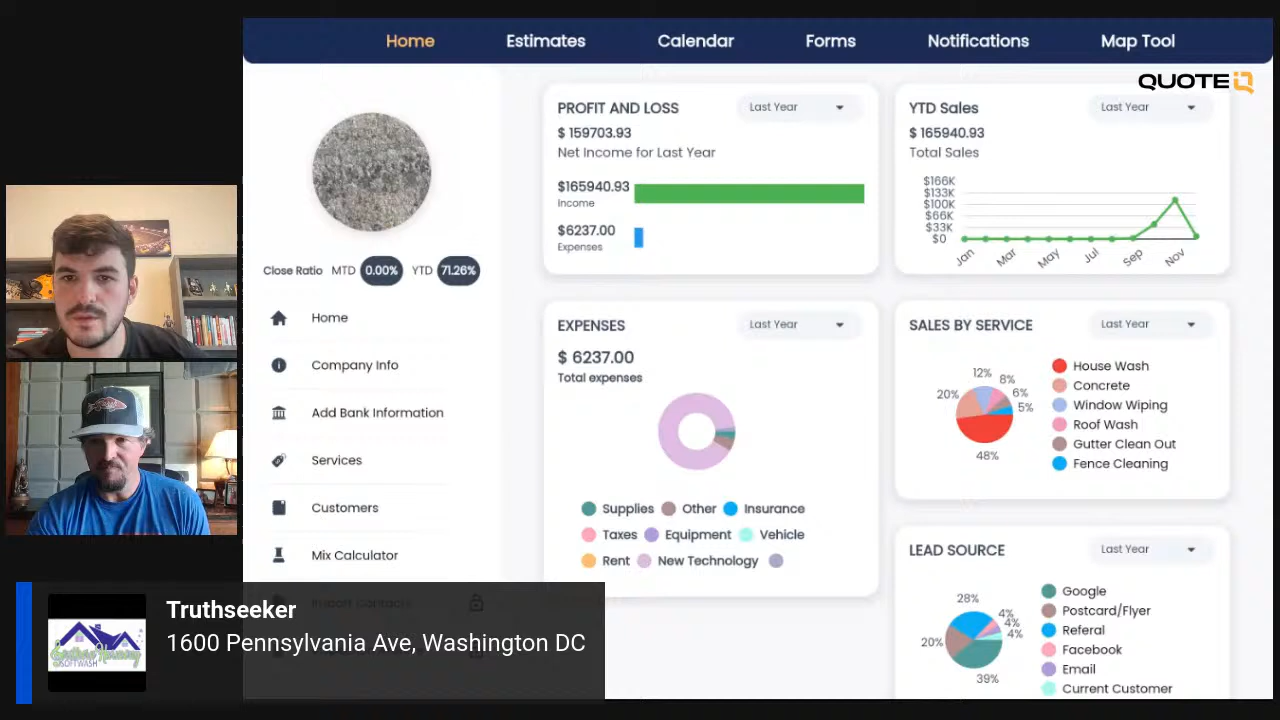 Home Estimates Calendar Forms Notifications Map Tool
QUOTE iQ
Close Ratio MTD 0.00% YTD 71.26%
Home
Company Info
Add Bank Information
Services
Customers
Mix Calculator
Import Contacts
PROFIT AND LOSS Last Year
$ 159703.93
Net Income for Last Year
$165940.93
Income
$6237.00
Expenses
YTD Sales Last Year
$ 165940.93
Total Sales
$166K
$133K
$100K
$66K
$33K
$0
Jan Mar May Jul Sep Nov
EXPENSES Last Year
$ 6237.00
Total expenses
Supplies Other Insurance
Taxes Equipment Vehicle
Rent New Technology
SALES BY SERVICE Last Year
12%
8%
6%
5%
20%
48%
House Wash
Concrete
Window Wiping
Roof Wash
Gutter Clean Out
Fence Cleaning
LEAD SOURCE Last Year
28%
4%
4%
4%
20%
39%
Google
Postcard/Flyer
Referal
Facebook
Email
Current Customer
SOFTWASH
Truthseeker
1600 Pennsylvania Ave, Washington DC